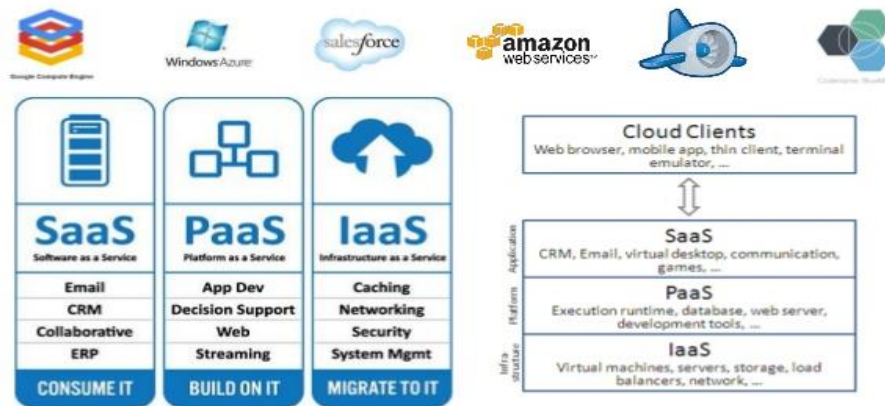 Google Compute Engine
Windows Azure
salesforce
amazon
web services™
SaaS
Software as a Service
Email
CRM
Collaborative
ERP
CONSUME IT
PaaS
Platform as a Service
App Dev
Decision Support
Web
Streaming
BUILD ON IT
IaaS
Infrastructure as a Service
Caching
Networking
Security
System Mgmt
MIGRATE TO IT
Cloud Clients
Web browser, mobile app, thin client, terminal
emulator, ...
Application
SaaS
CRM, Email, virtual desktop, communication,
games, ...
Platform
PaaS
Execution runtime, database, web server,
development tools, ...
Infra-
structure
IaaS
Virtual machines, servers, storage, load
balancers, network, ...